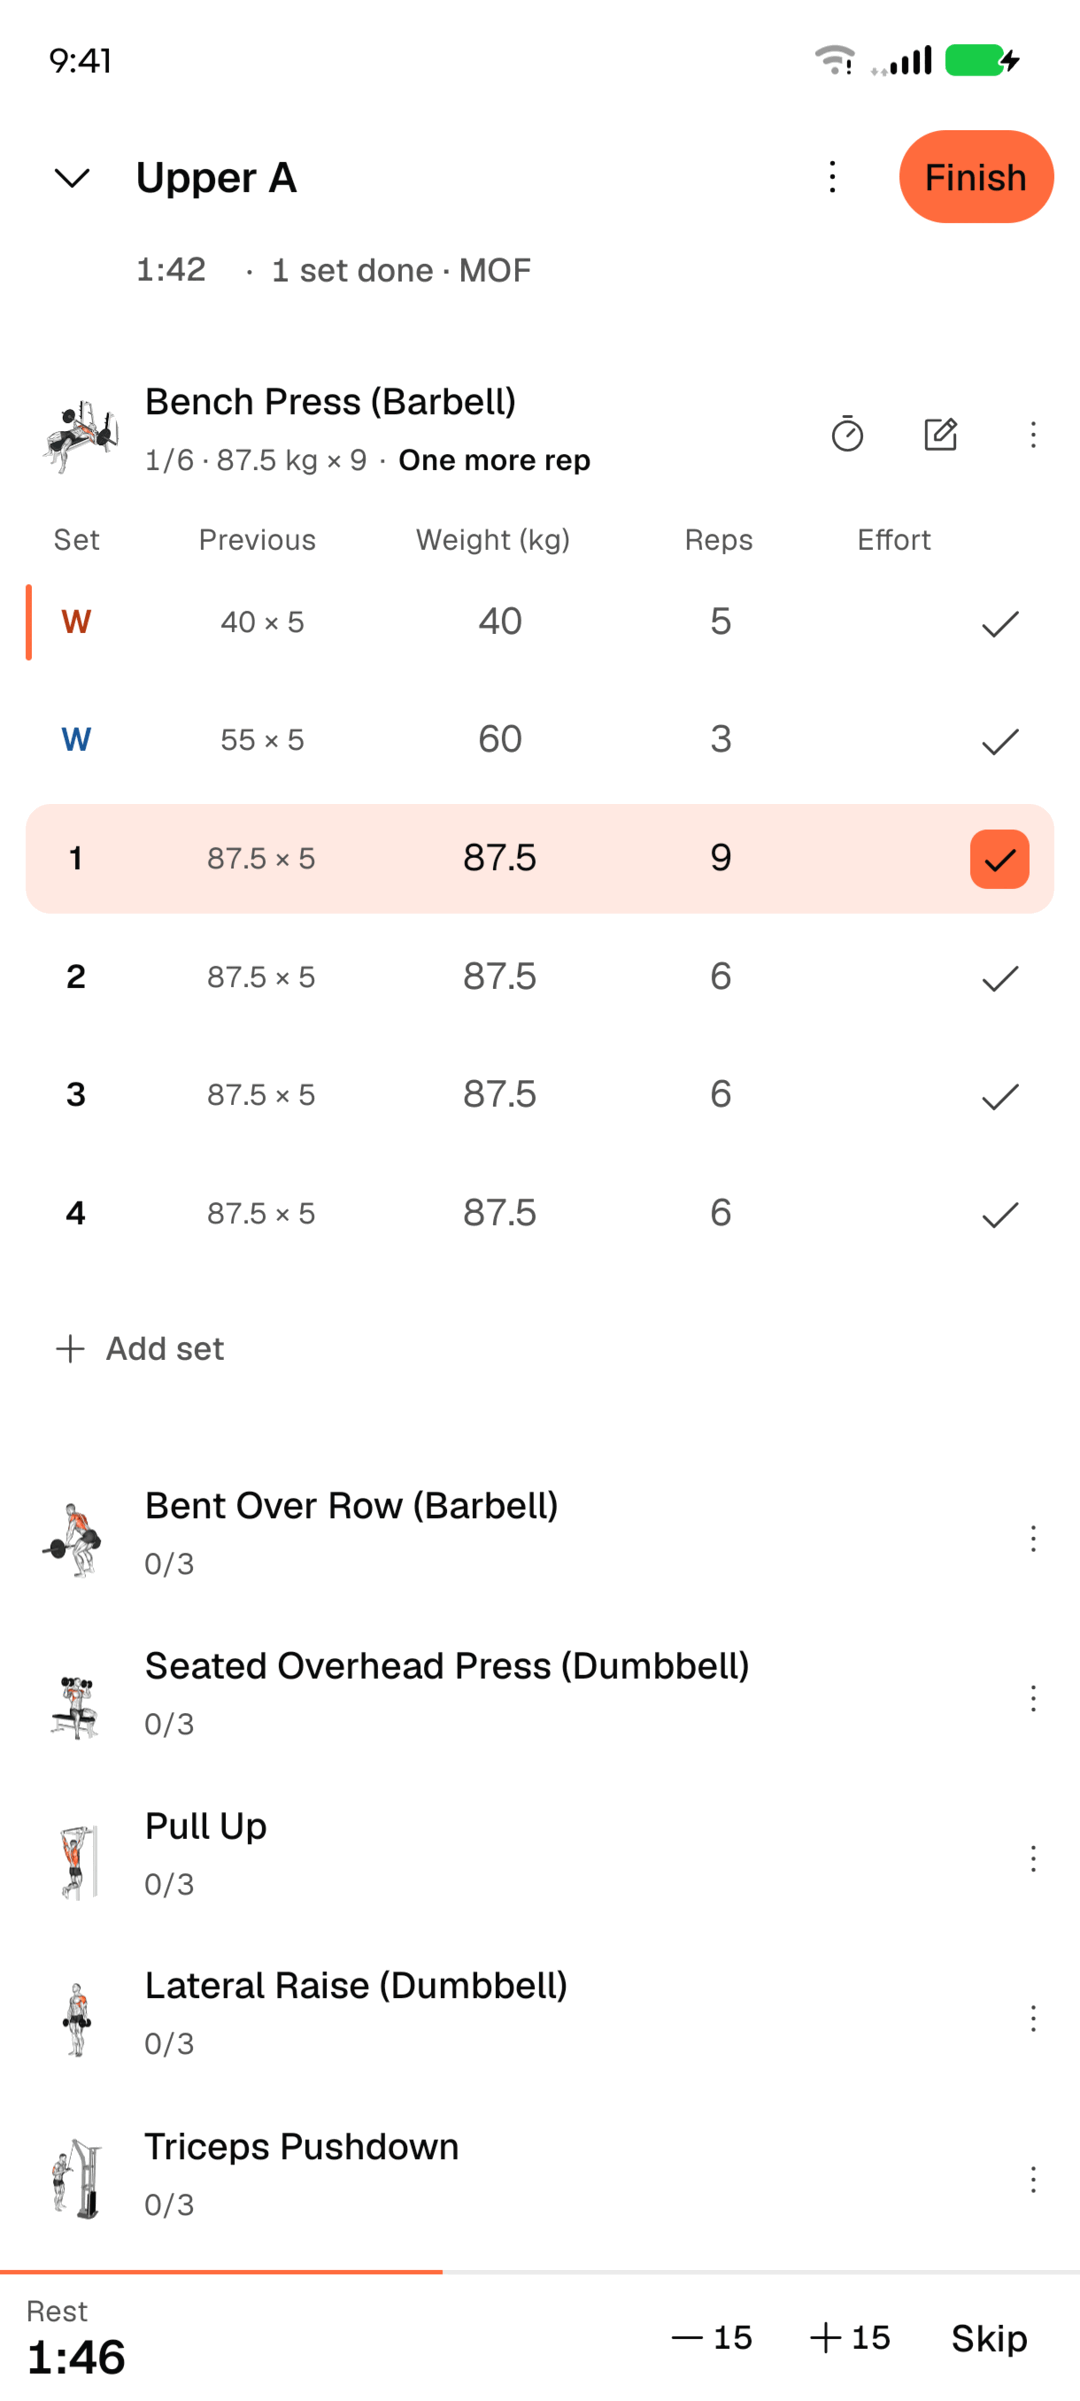 9:41
Upper A
Finish
1:42 · 1 set done · MOF
Bench Press (Barbell)
1/6 · 87.5 kg × 9 · One more rep
Set Previous Weight (kg) Reps Effort
W 40 × 5 40 5
W 55 × 5 60 3
1 87.5 × 5 87.5 9
2 87.5 × 5 87.5 6
3 87.5 × 5 87.5 6
4 87.5 × 5 87.5 6
+ Add set
Bent Over Row (Barbell)
0/3
Seated Overhead Press (Dumbbell)
0/3
Pull Up
0/3
Lateral Raise (Dumbbell)
0/3
Triceps Pushdown
0/3
Rest
1:46
— 15 + 15 Skip